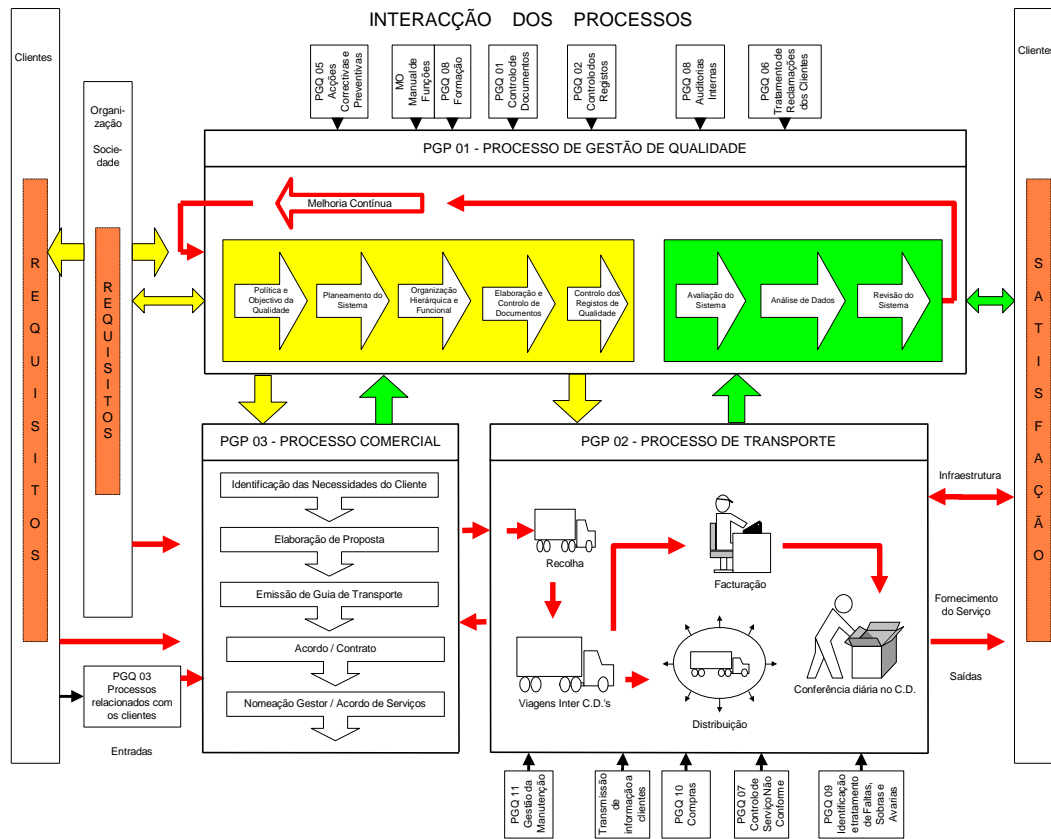 INTERACÇÃO DOS PROCESSOS
Clientes
Clientes
Organi-
zação
Socie-
dade
PGQ 05
Acções
Correctivas e
Preventivas
MO
Manual de
Funções
PGQ 08
Formação
PGQ 01
Controlo de
Documentos
PGQ 02
Controlo dos
Registos
PGQ 08
Auditorias
Internas
PGQ 06
Tratamento de
Reclamações
dos Clientes
PGP 01 - PROCESSO DE GESTÃO DE QUALIDADE
Melhoria Contínua
Política e
Objectivo da
Qualidade
Planeamento do
Sistema
Organização
Hierárquica e
Funcional
Elaboração e
Controlo de
Documentos
Controlo dos
Registos de
Qualidade
Avaliação do
Sistema
Análise de Dados
Revisão do
Sistema
REQUISITOS
REQUISITOS
SATISFAÇÃO
PGP 03 - PROCESSO COMERCIAL
Identificação das Necessidades do Cliente
Elaboração de Proposta
Emissão de Guia de Transporte
Acordo / Contrato
Nomeação Gestor / Acordo de Serviços
PGP 02 - PROCESSO DE TRANSPORTE
Recolha
Facturação
Viagens Inter C.D.'s
Distribuição
Conferência diária no C.D.
Infraestrutura
Fornecimento
do Serviço
Saídas
PGQ 03
Processos
relacionados com
os clientes
Entradas
PGQ 11
Gestão da
Manutenção
Transmissão
de
informação a
clientes
PGQ 10
Compras
PGQ 07
Controlo de
Serviço Não
Conforme
PGQ 09
Identificação
e tratamento
de Faltas,
Sobras e
Avarias